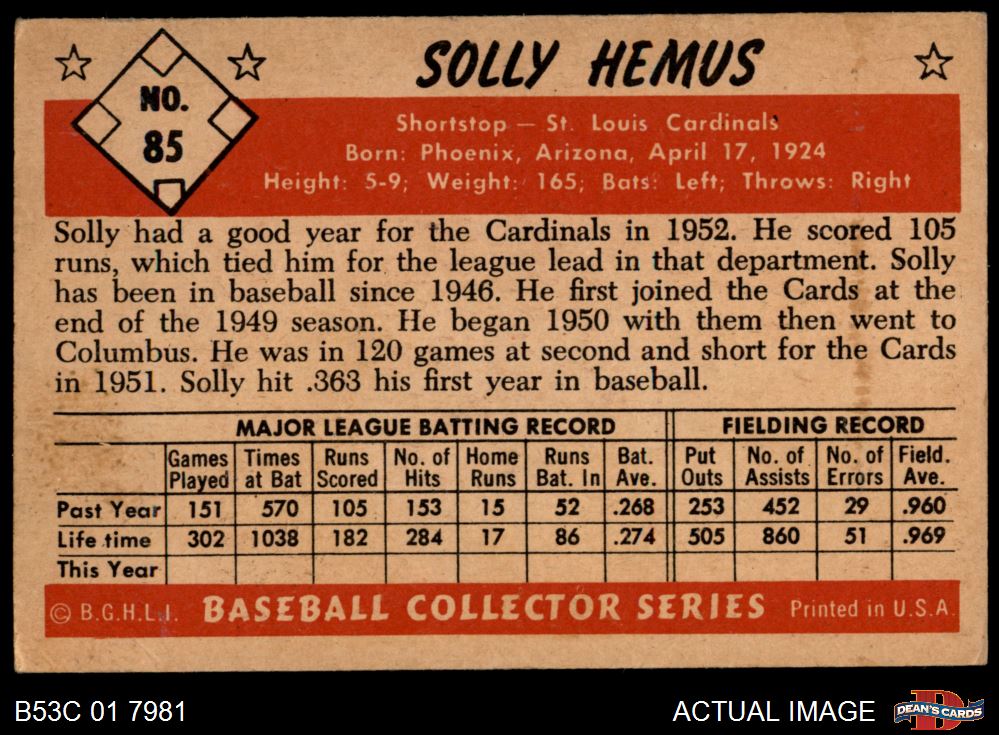 SOLLY HEMUS
NO.
85
Shortstop — St. Louis Cardinals
Born: Phoenix, Arizona, April 17, 1924
Height: 5-9; Weight: 165; Bats: Left; Throws: Right
Solly had a good year for the Cardinals in 1952. He scored 105
runs, which tied him for the league lead in that department. Solly
has been in baseball since 1946. He first joined the Cards at the
end of the 1949 season. He began 1950 with them then went to
Columbus. He was in 120 games at second and short for the Cards
in 1951. Solly hit .363 his first year in baseball.
MAJOR LEAGUE BATTING RECORD FIELDING RECORD
Games Times Runs No. of Home Runs Bat. Put No. of No. of Field.
Played at Bat Scored Hits Runs Bat. In Ave. Outs Assists Errors Ave.
Past Year 151 570 105 153 15 52 .268 253 452 29 .960
Life time 302 1038 182 284 17 86 .274 505 860 51 .969
This Year
© B.G.H.L.I. BASEBALL COLLECTOR SERIES Printed in U.S.A.
B53C 01 7981 ACTUAL IMAGE DEAN'S CARDS